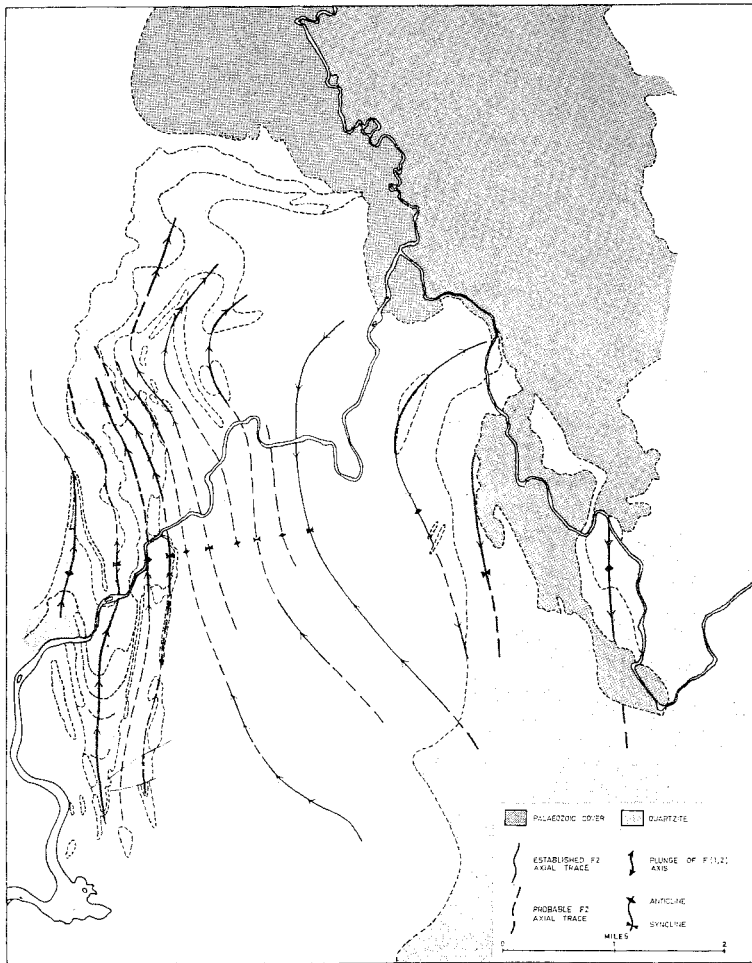 PALAEOZOIC COVER
QUARTZITE
ESTABLISHED F2
AXIAL TRACE
PLUNGE OF F(1,2)
AXIS
PROBABLE F2
AXIAL TRACE
ANTICLINE
SYNCLINE
MILES
0 1 2